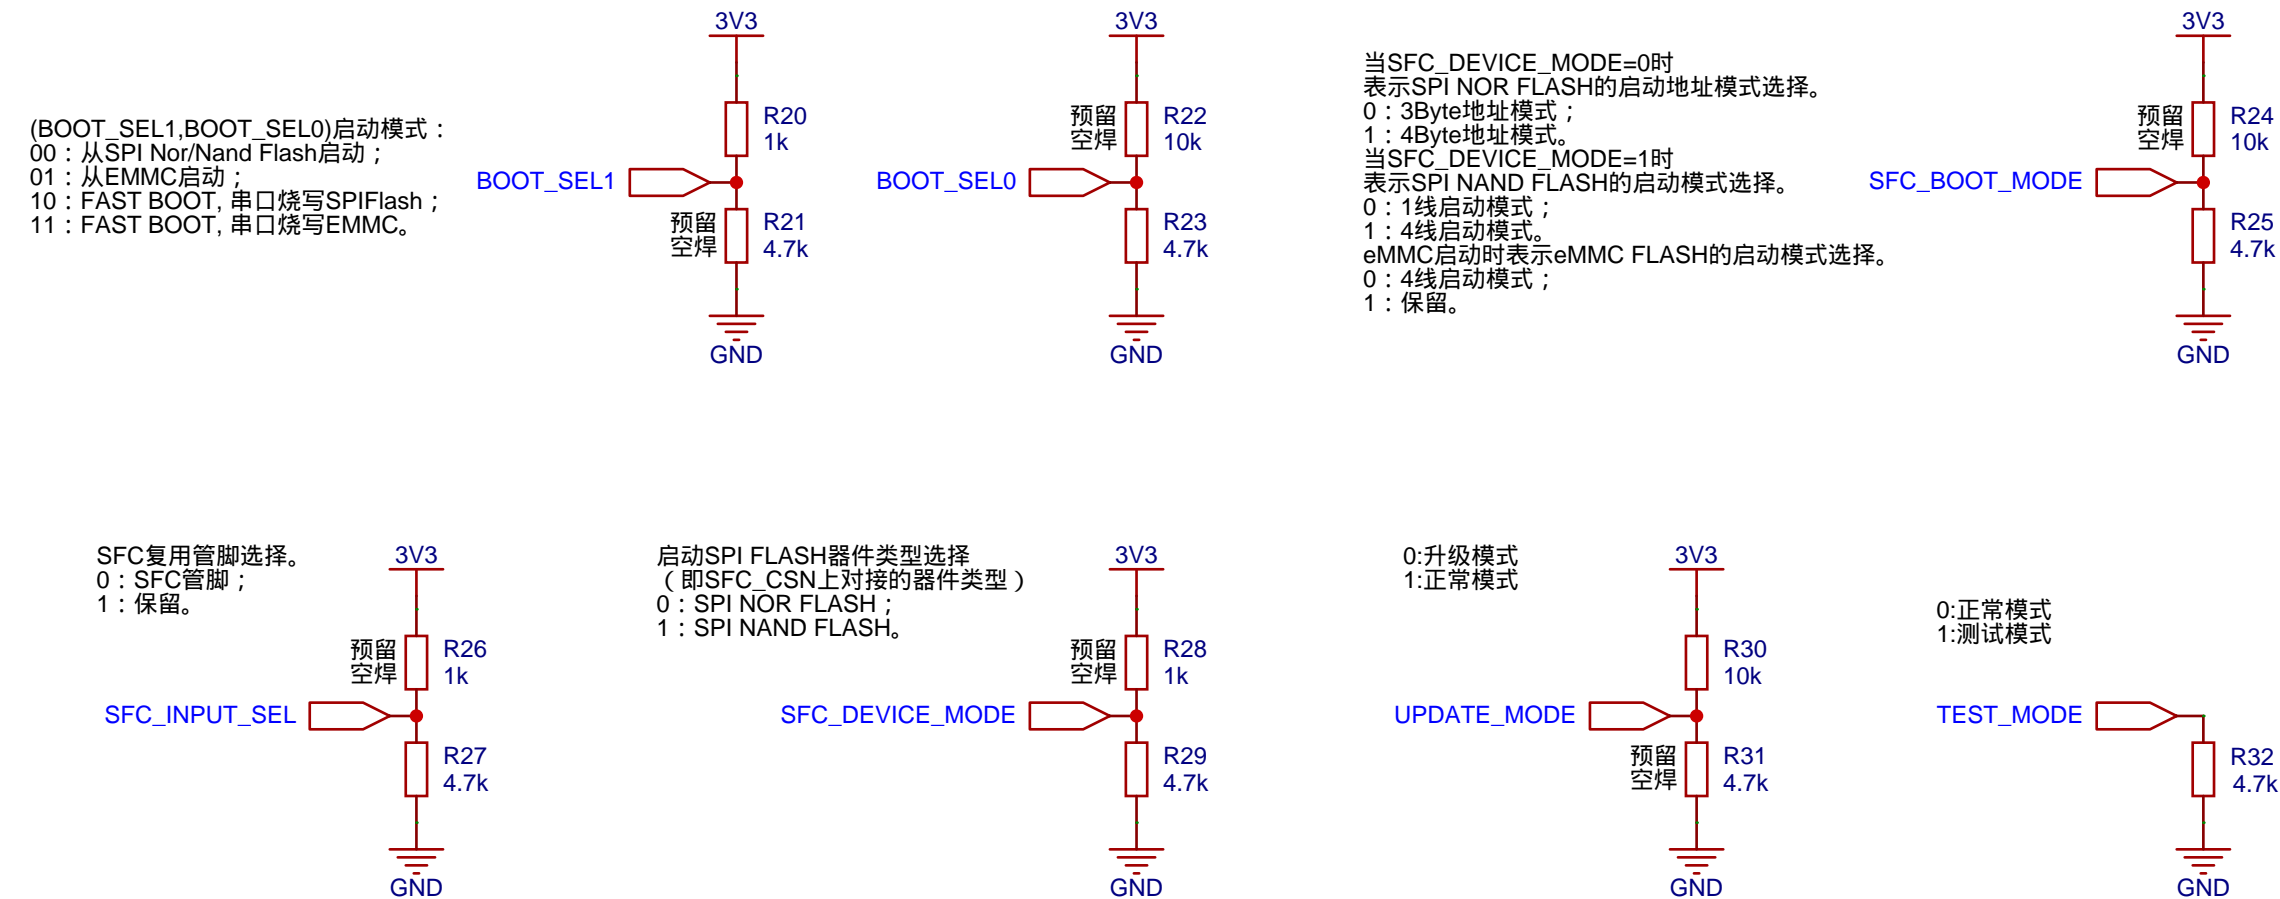 (BOOT_SEL1,BOOT_SEL0)启动模式：
00：从SPI Nor/Nand Flash启动；
01：从EMMC启动；
10：FAST BOOT, 串口烧写SPIFlash；
11：FAST BOOT, 串口烧写EMMC。
3V3
R20
1k
BOOT_SEL1
预留
空焊
R21
4.7k
GND
3V3
预留
空焊
R22
10k
BOOT_SEL0
R23
4.7k
GND
当SFC_DEVICE_MODE=0时
表示SPI NOR FLASH的启动地址模式选择。
0：3Byte地址模式；
1：4Byte地址模式。
当SFC_DEVICE_MODE=1时
表示SPI NAND FLASH的启动模式选择。
0：1线启动模式；
1：4线启动模式。
eMMC启动时表示eMMC FLASH的启动模式选择。
0：4线启动模式；
1：保留。
3V3
预留
空焊
R24
10k
SFC_BOOT_MODE
R25
4.7k
GND
SFC复用管脚选择。
0：SFC管脚；
1：保留。
3V3
预留
空焊
R26
1k
SFC_INPUT_SEL
R27
4.7k
GND
启动SPI FLASH器件类型选择
（即SFC_CSN上对接的器件类型）
0：SPI NOR FLASH；
1：SPI NAND FLASH。
3V3
预留
空焊
R28
1k
SFC_DEVICE_MODE
R29
4.7k
GND
0:升级模式
1:正常模式
3V3
R30
10k
UPDATE_MODE
预留
空焊
R31
4.7k
GND
0:正常模式
1:测试模式
TEST_MODE
R32
4.7k
GND